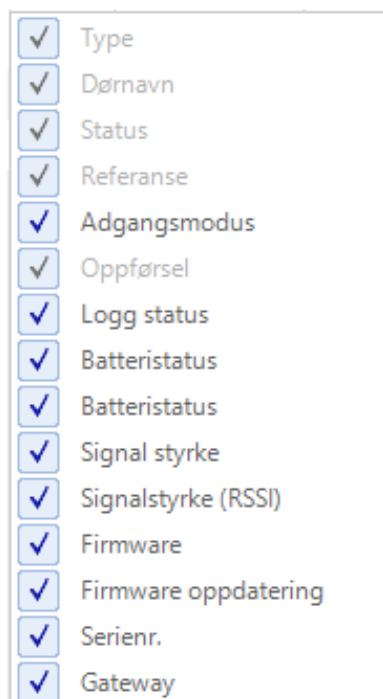 Type
Dørnavn
Status
Referanse
Adgangsmodus
Oppførsel
Logg status
Batteristatus
Batteristatus
Signal styrke
Signalstyrke (RSSI)
Firmware
Firmware oppdatering
Serienr.
Gateway